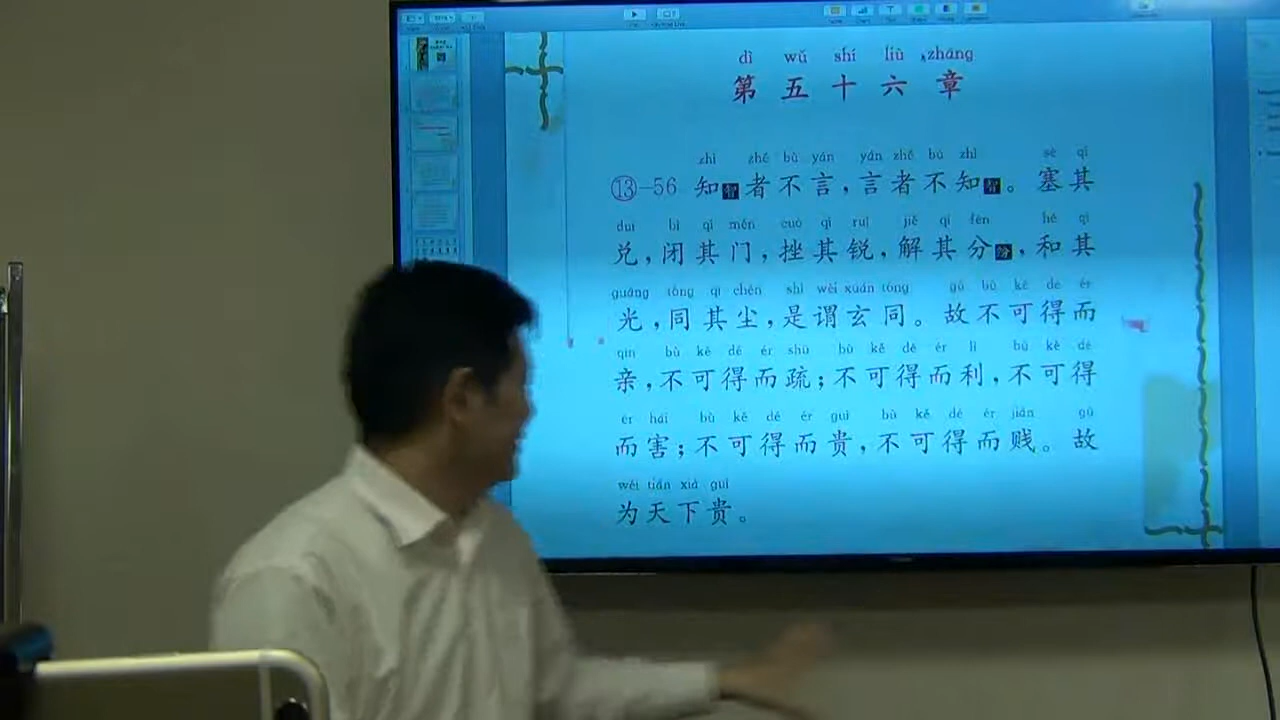 dì wǔ shí liù zhāng
第五十六章
zhì zhě bù yán yán zhě bù zhì sè qí
⑬-56 知智者不言，言者不知智。塞其
duì bì qí mén cuò qí ruì jiě qí fēn hé qí
兑，闭其门，挫其锐，解其分纷，和其
guāng tóng qí chén shì wèi xuán tóng gù bù kě dé ér
光，同其尘，是谓玄同。故不可得而
qīn bù kě dé ér shū bù kě dé ér lì bù kě dé
亲，不可得而疏；不可得而利，不可得
ér hài bù kě dé ér guì bù kě dé ér jiàn gù
而害；不可得而贵，不可得而贱。故
wéi tiān xià guì
为天下贵。